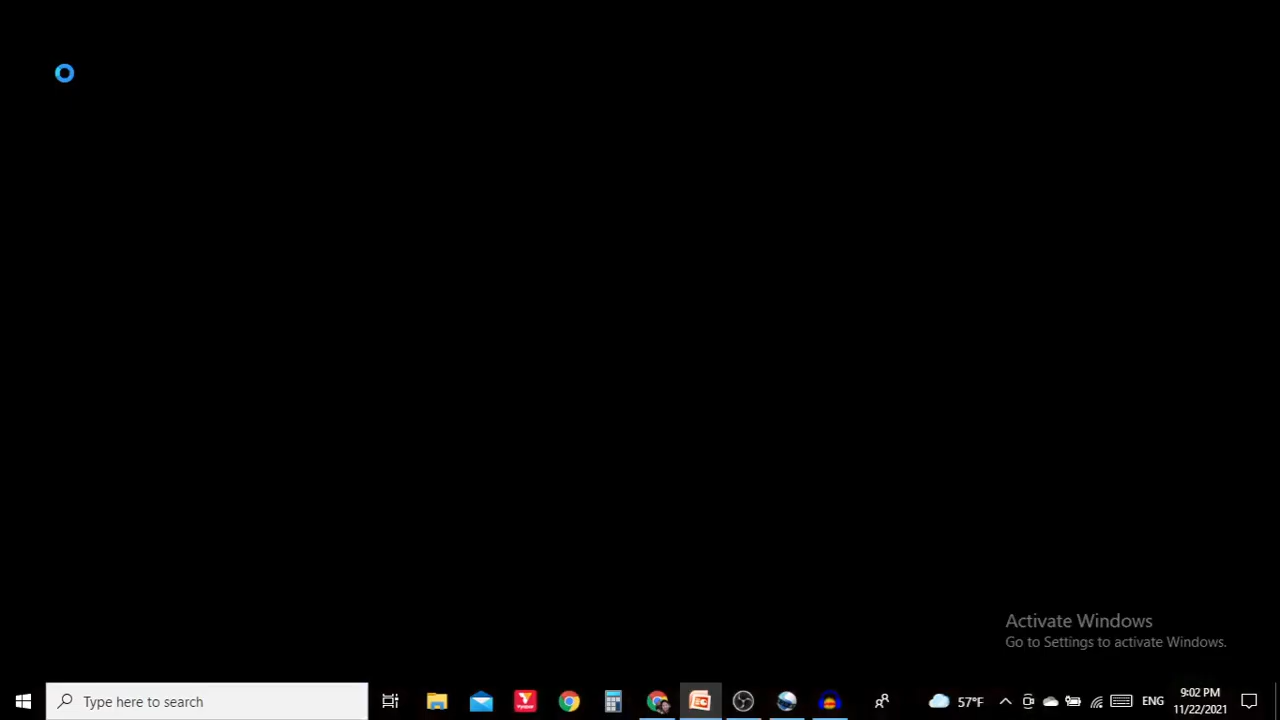 Activate Windows
Go to Settings to activate Windows.
Type here to search
57°F
ENG
9:02 PM
11/22/2021